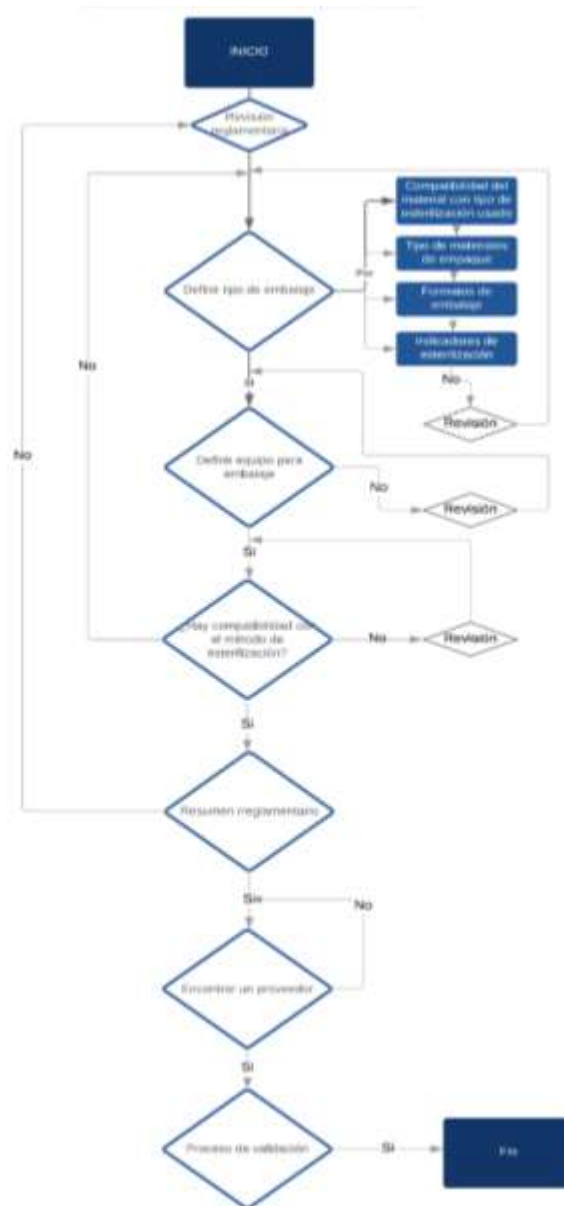 INICIO
Revisión
reglamentaria
Compatibilidad del
material con tipo de
esterilización usado
Tipo de materiales
de empaque
Definir tipo de embalaje
Por
Formatos de
embalaje
Indicadores de
esterilización
No
No
Si
Revisión
No
Definir equipo para
embalaje
No
Revisión
Si
¿Hay compatibilidad con
el método de
esterilización?
No
Revisión
Si
Resumen rreglamentario
Si
No
Encontrar un proveedor
Si
Proceso de validación
Si
Fin